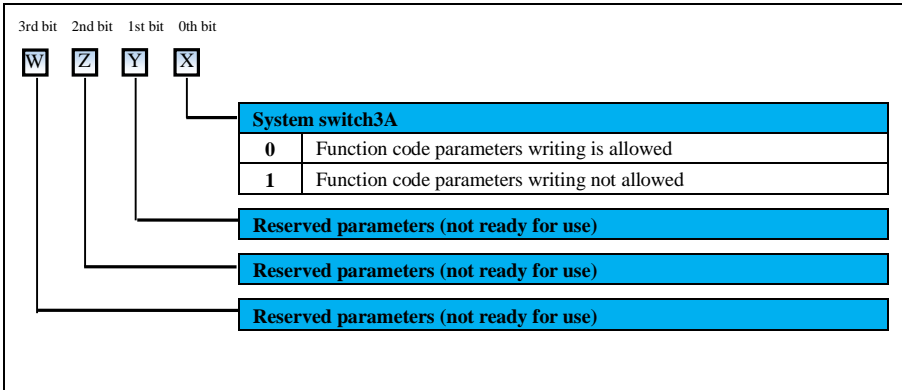 3rd bit 2nd bit 1st bit 0th bit
W Z Y X
System switch3A
0 Function code parameters writing is allowed
1 Function code parameters writing not allowed
Reserved parameters (not ready for use)
Reserved parameters (not ready for use)
Reserved parameters (not ready for use)